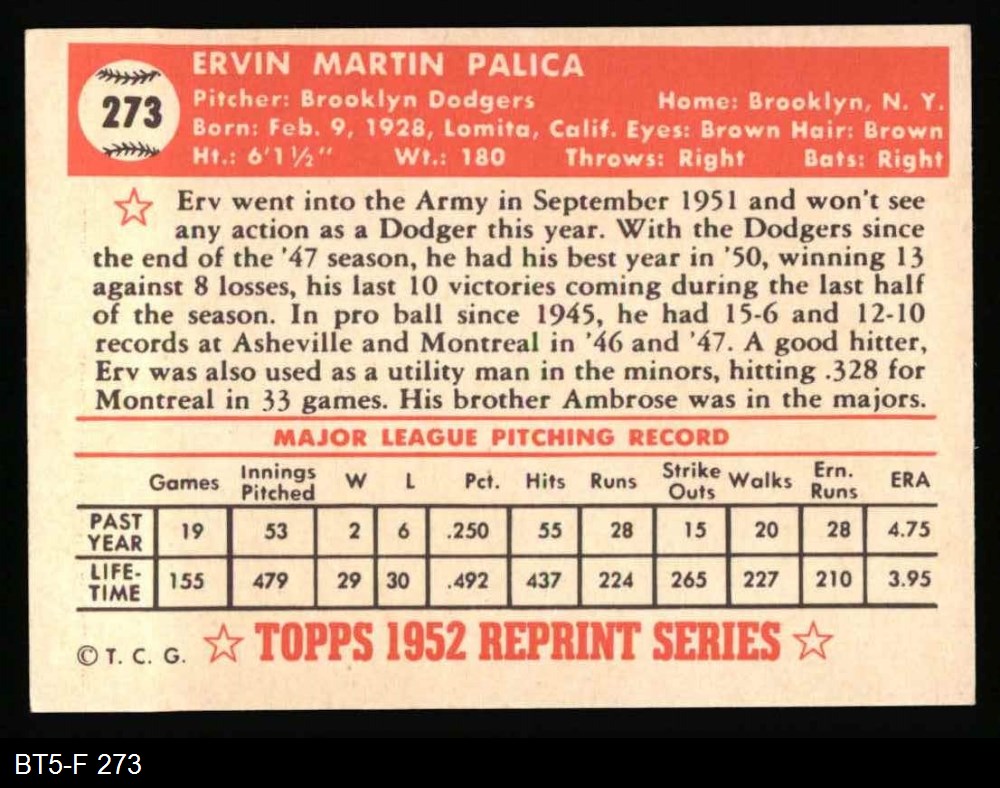 273
ERVIN MARTIN PALICA
Pitcher: Brooklyn Dodgers Home: Brooklyn, N. Y.
Born: Feb. 9, 1928, Lomita, Calif. Eyes: Brown Hair: Brown
Ht.: 6'1½" Wt.: 180 Throws: Right Bats: Right
Erv went into the Army in September 1951 and won't see
any action as a Dodger this year. With the Dodgers since
the end of the '47 season, he had his best year in '50, winning 13
against 8 losses, his last 10 victories coming during the last half
of the season. In pro ball since 1945, he had 15-6 and 12-10
records at Asheville and Montreal in '46 and '47. A good hitter,
Erv was also used as a utility man in the minors, hitting .328 for
Montreal in 33 games. His brother Ambrose was in the majors.
MAJOR LEAGUE PITCHING RECORD
Games Innings Pitched W L Pct. Hits Runs Strike Outs Walks Ern. Runs ERA
PAST YEAR 19 53 2 6 .250 55 28 15 20 28 4.75
LIFE-TIME 155 479 29 30 .492 437 224 265 227 210 3.95
© T. C. G. TOPPS 1952 REPRINT SERIES
BT5-F 273